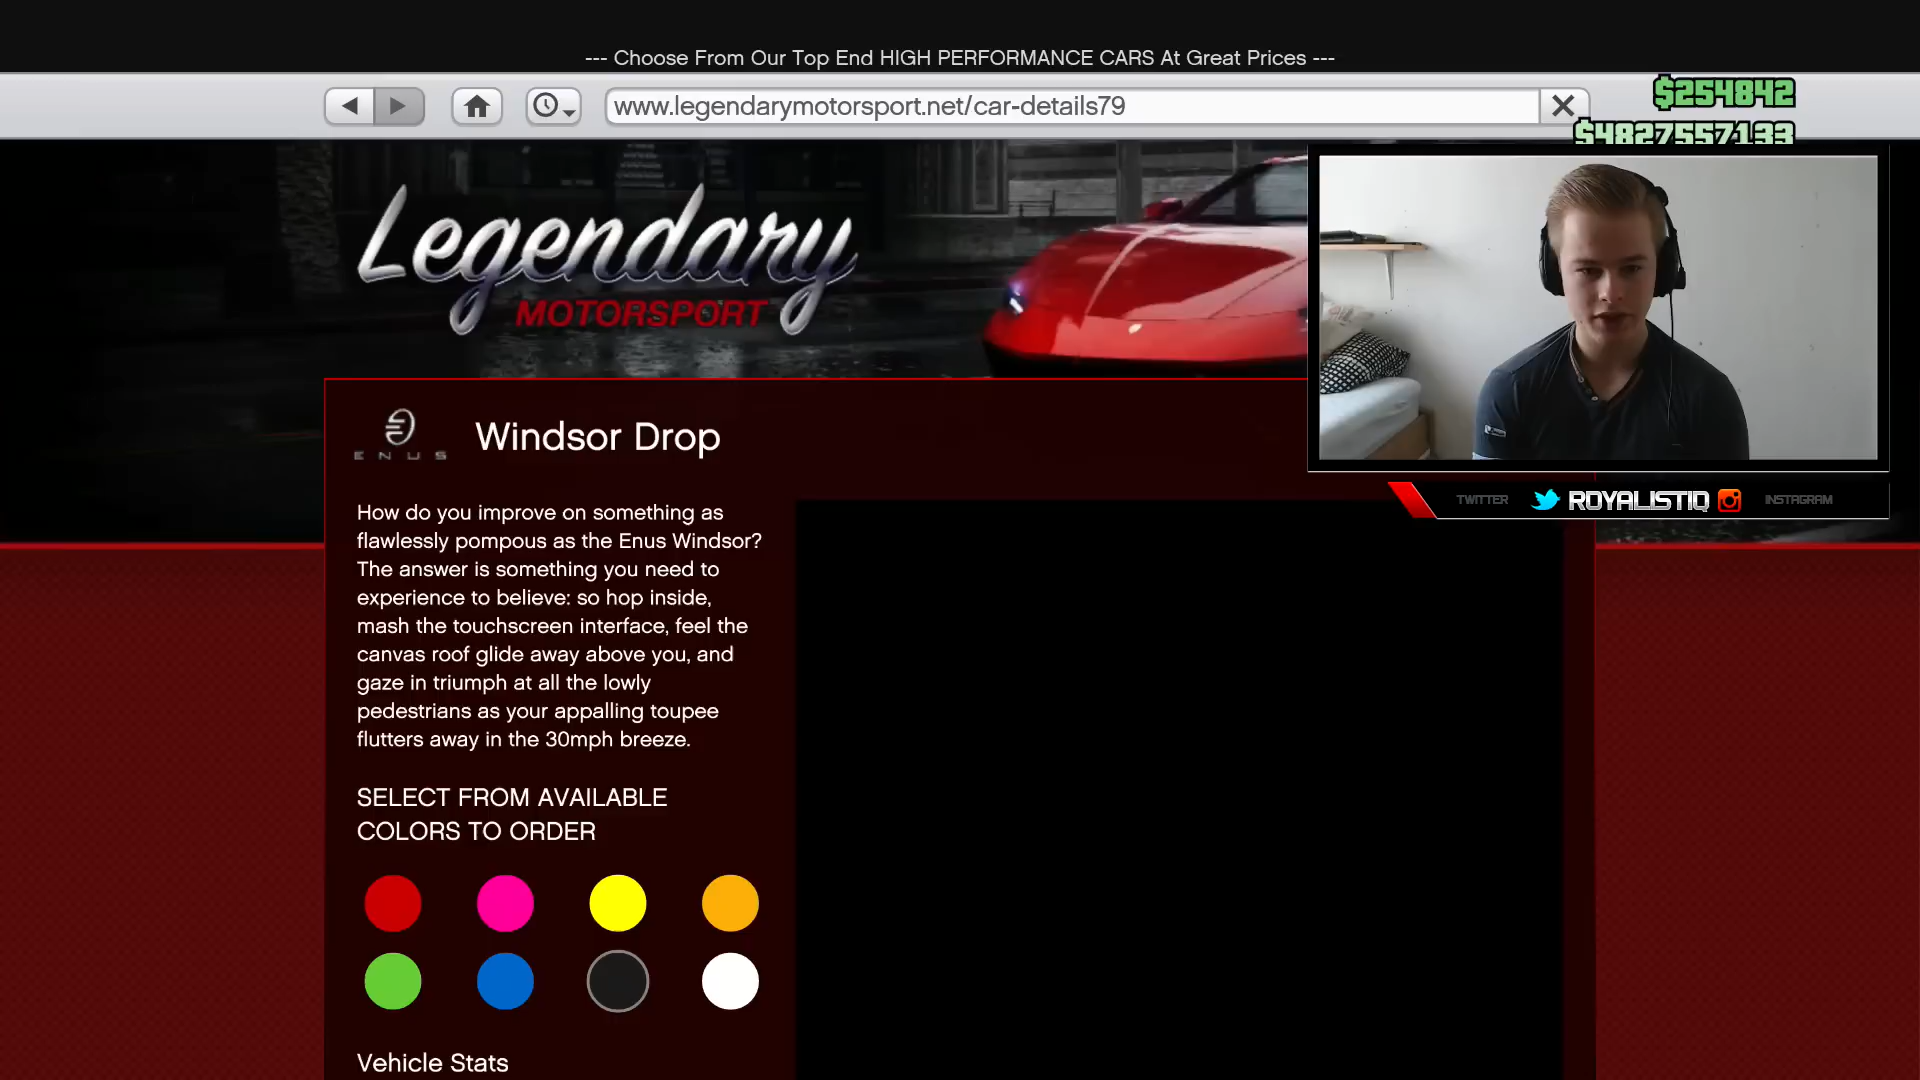 --- Choose From Our Top End HIGH PERFORMANCE CARS At Great Prices ---
www.legendarymotorsport.net/car-details79
$254842
$4827557133
Legendary
MOTORSPORT
ENUS
Windsor Drop
TWITTER
ROYALISTIQ
INSTAGRAM
How do you improve on something as
flawlessly pompous as the Enus Windsor?
The answer is something you need to
experience to believe: so hop inside,
mash the touchscreen interface, feel the
canvas roof glide away above you, and
gaze in triumph at all the lowly
pedestrians as your appalling toupee
flutters away in the 30mph breeze.
SELECT FROM AVAILABLE
COLORS TO ORDER
Vehicle Stats